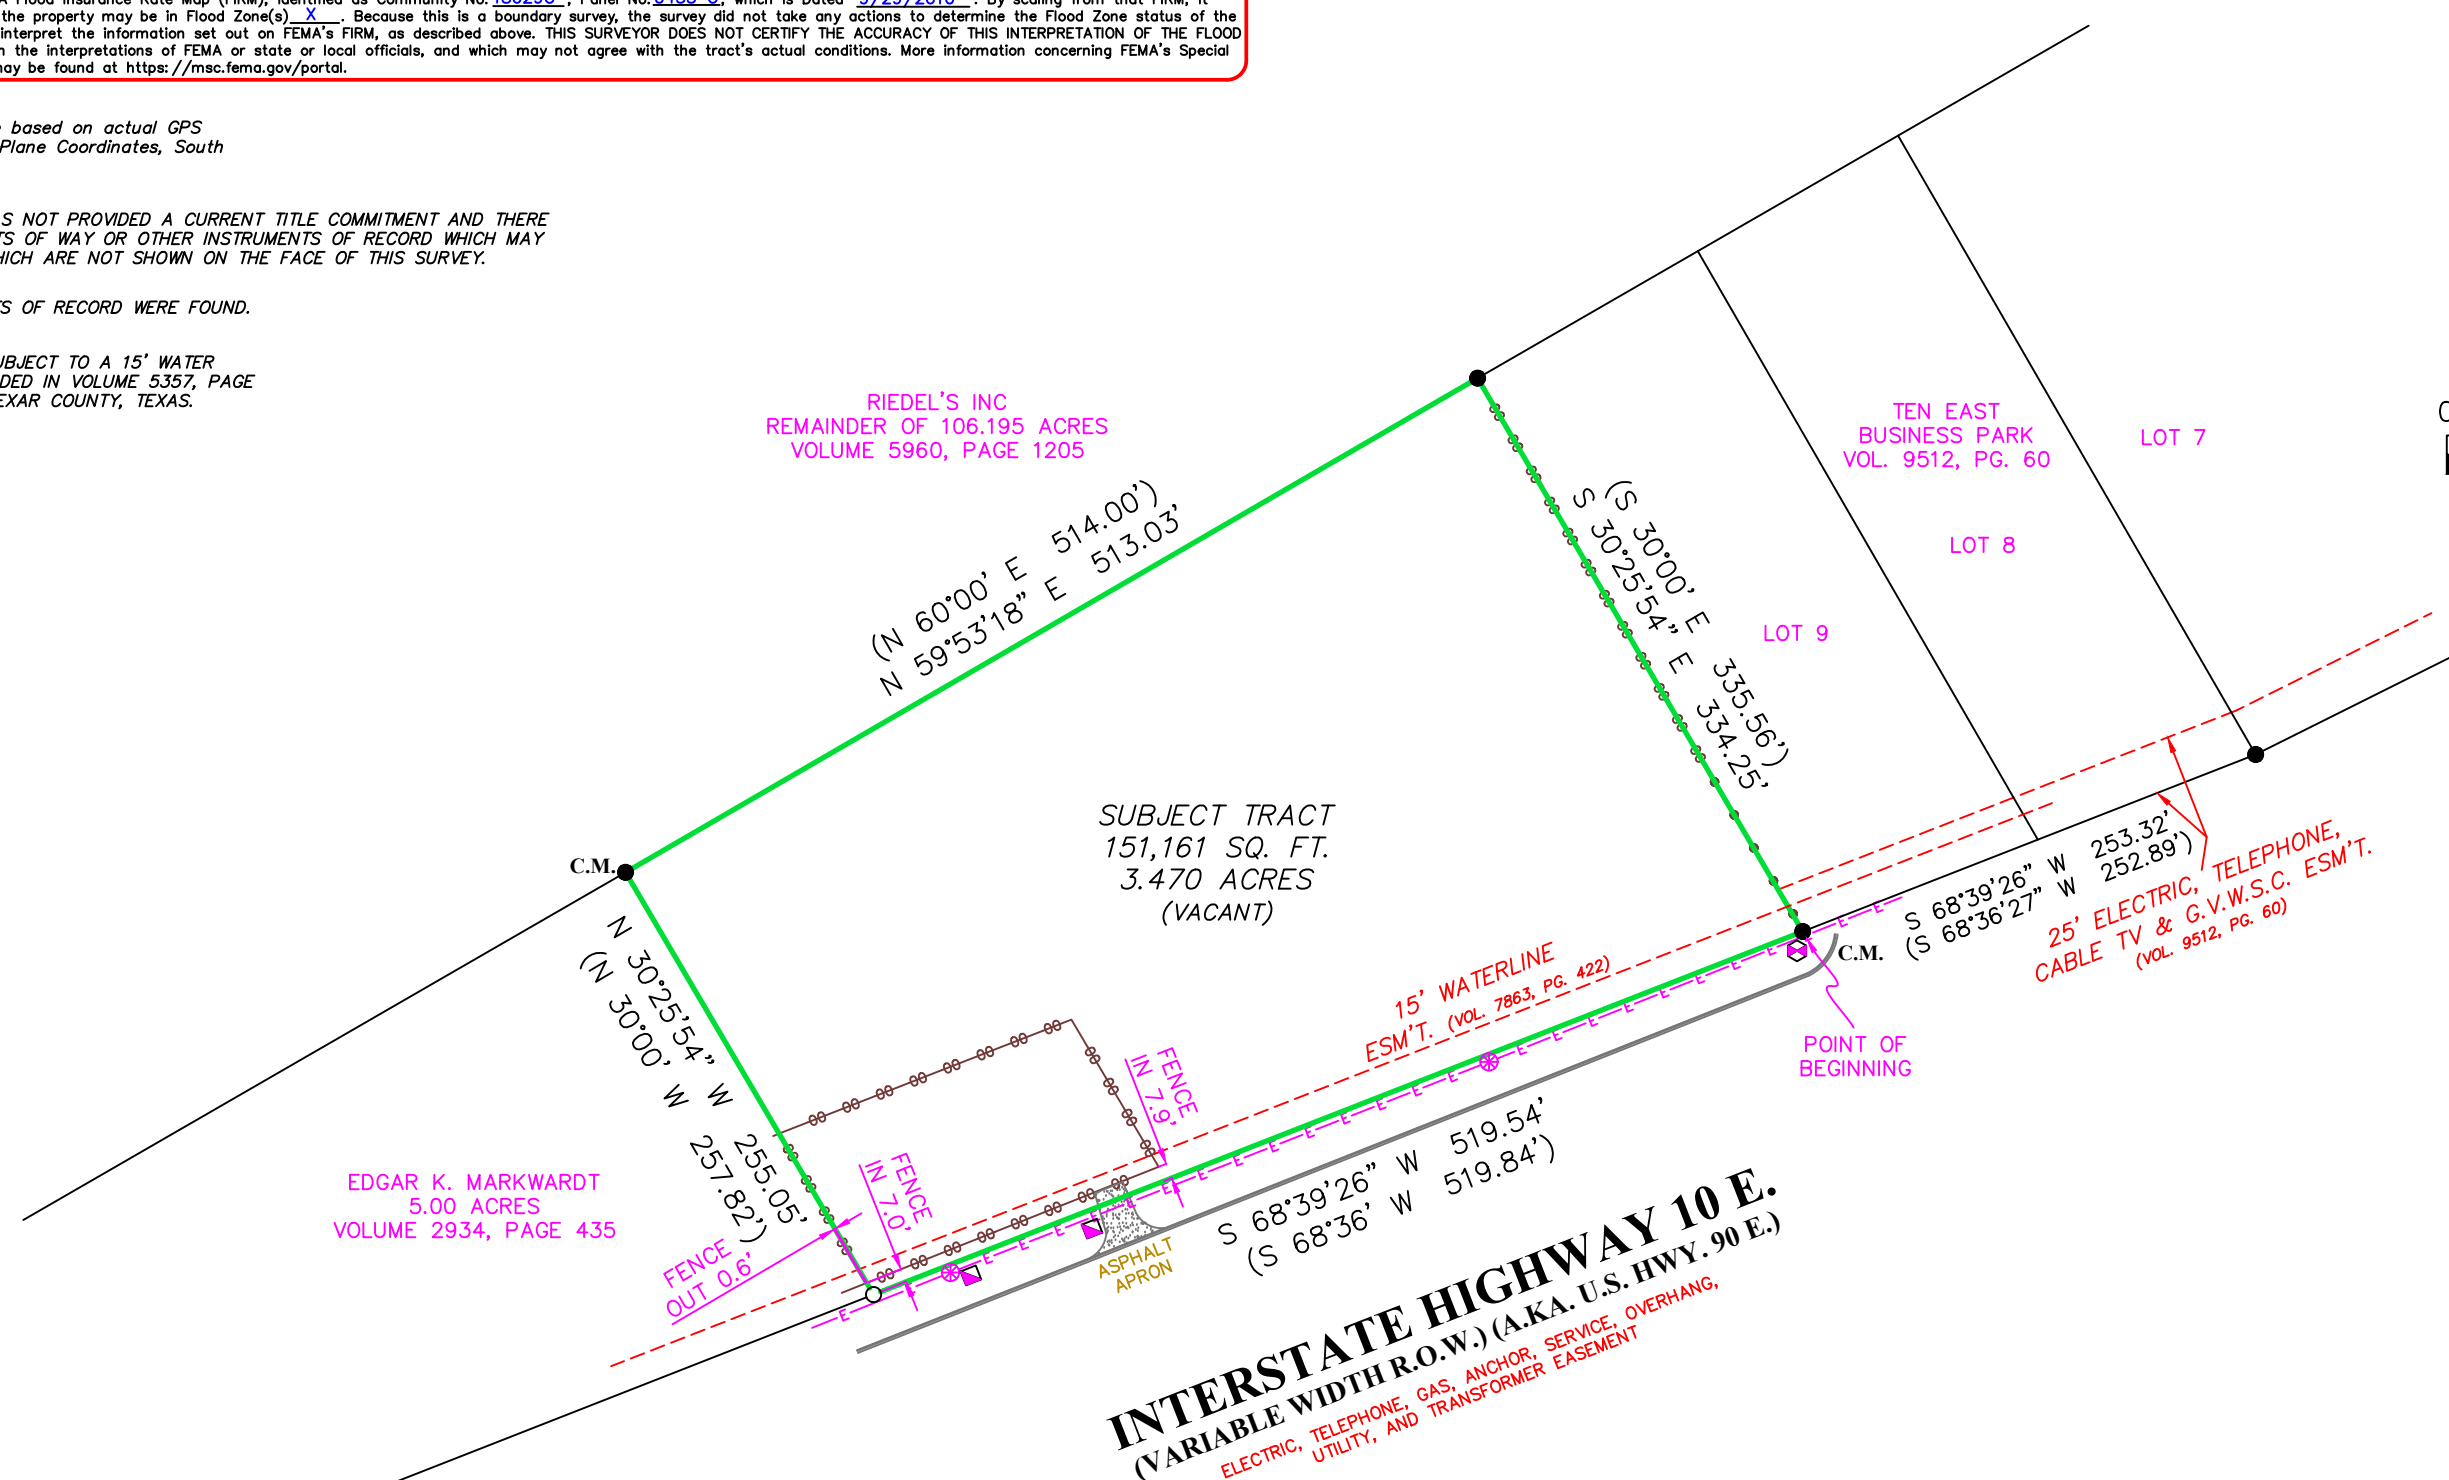 the property may be in Flood Zone(s) X . Because this is a boundary survey, the survey did not take any actions to determine the Flood Zone status of the
interpret the information set out on FEMA's FIRM, as described above. THIS SURVEYOR DOES NOT CERTIFY THE ACCURACY OF THIS INTERPRETATION OF THE FLOOD
the interpretations of FEMA or state or local officials, and which may not agree with the tract's actual conditions. More information concerning FEMA's Special
may be found at https://msc.fema.gov/portal.
based on actual GPS
Plane Coordinates, South
S NOT PROVIDED A CURRENT TITLE COMMITMENT AND THERE
TS OF WAY OR OTHER INSTRUMENTS OF RECORD WHICH MAY
HICH ARE NOT SHOWN ON THE FACE OF THIS SURVEY.
TS OF RECORD WERE FOUND.
UBJECT TO A 15' WATER
DED IN VOLUME 5357, PAGE
EXAR COUNTY, TEXAS.
RIEDEL'S INC
REMAINDER OF 106.195 ACRES
VOLUME 5960, PAGE 1205
TEN EAST
BUSINESS PARK
VOL. 9512, PG. 60
LOT 7
LOT 8
LOT 9
(N 60°00' E 514.00')
N 59°53'18" E 513.03'
(S 30°00' E 335.56')
S 30°25'54" E 334.25'
SUBJECT TRACT
151,161 SQ. FT.
3.470 ACRES
(VACANT)
C.M.
N 30°25'54" W 255.05'
(N 30°00' W 257.82')
S 68°39'26" W 253.32'
(S 68°36'27" W 252.89')
25' ELECTRIC, TELEPHONE,
CABLE TV & G.V.W.S.C. ESM'T.
(VOL. 9512, PG. 60)
C.M.
15' WATERLINE
ESM'T. (VOL. 7863, PG. 422)
POINT OF
BEGINNING
FENCE
IN 7.9'
FENCE
IN 7.0'
EDGAR K. MARKWARDT
5.00 ACRES
VOLUME 2934, PAGE 435
FENCE
OUT 0.6'
ASPHALT
APRON
S 68°39'26" W 519.54'
(S 68°36' W 519.84')
INTERSTATE HIGHWAY 10 E.
(VARIABLE WIDTH R.O.W.) (A.KA. U.S. HWY. 90 E.)
ELECTRIC, TELEPHONE, GAS, ANCHOR, SERVICE, OVERHANG,
UTILITY, AND TRANSFORMER EASEMENT